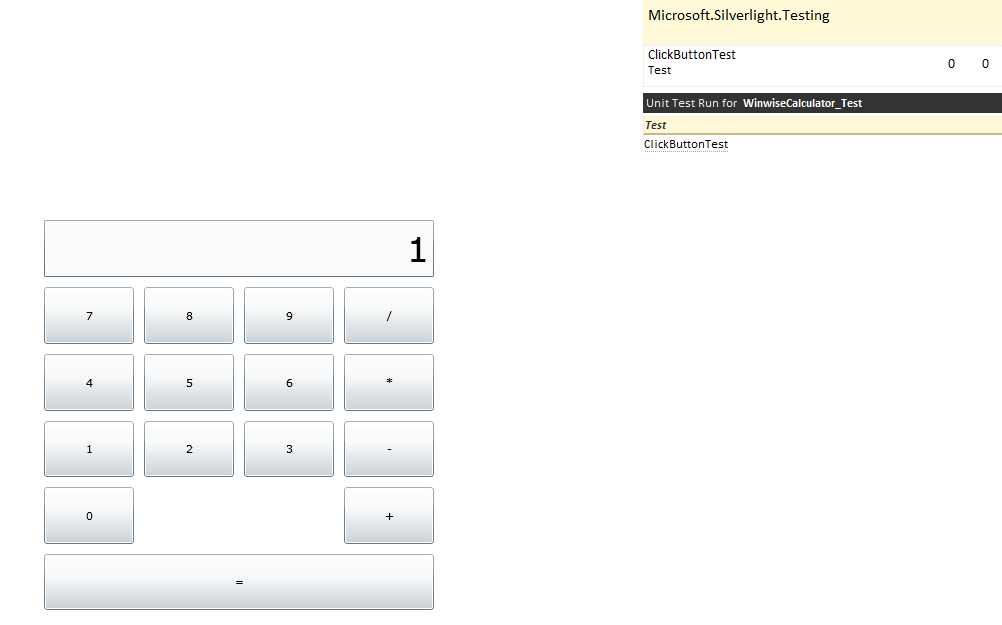 Microsoft.Silverlight.Testing
ClickButtonTest
Test
0 0
Unit Test Run for WinwiseCalculator_Test
Test
ClickButtonTest
1
7 8 9 /
4 5 6 *
1 2 3 -
0 +
=